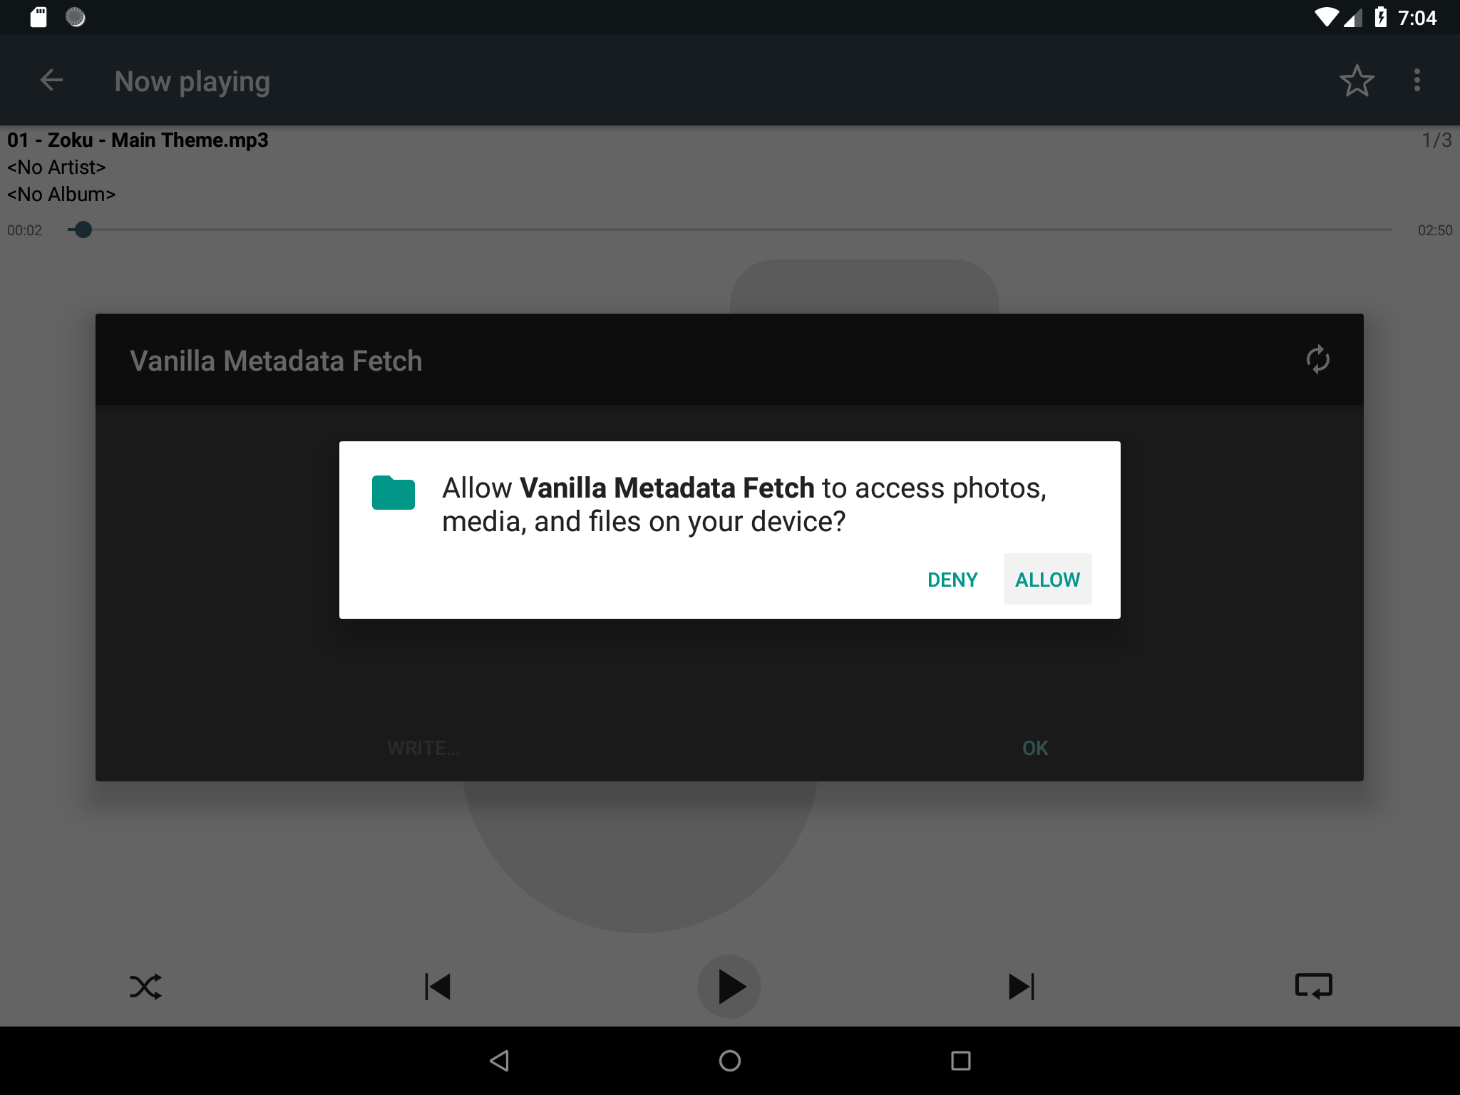 7:04
Now playing
01 - Zoku - Main Theme.mp3
1/3
<No Artist>
<No Album>
00:02
02:50
Vanilla Metadata Fetch
Allow Vanilla Metadata Fetch to access photos,
media, and files on your device?
DENY
ALLOW
WRITE...
OK